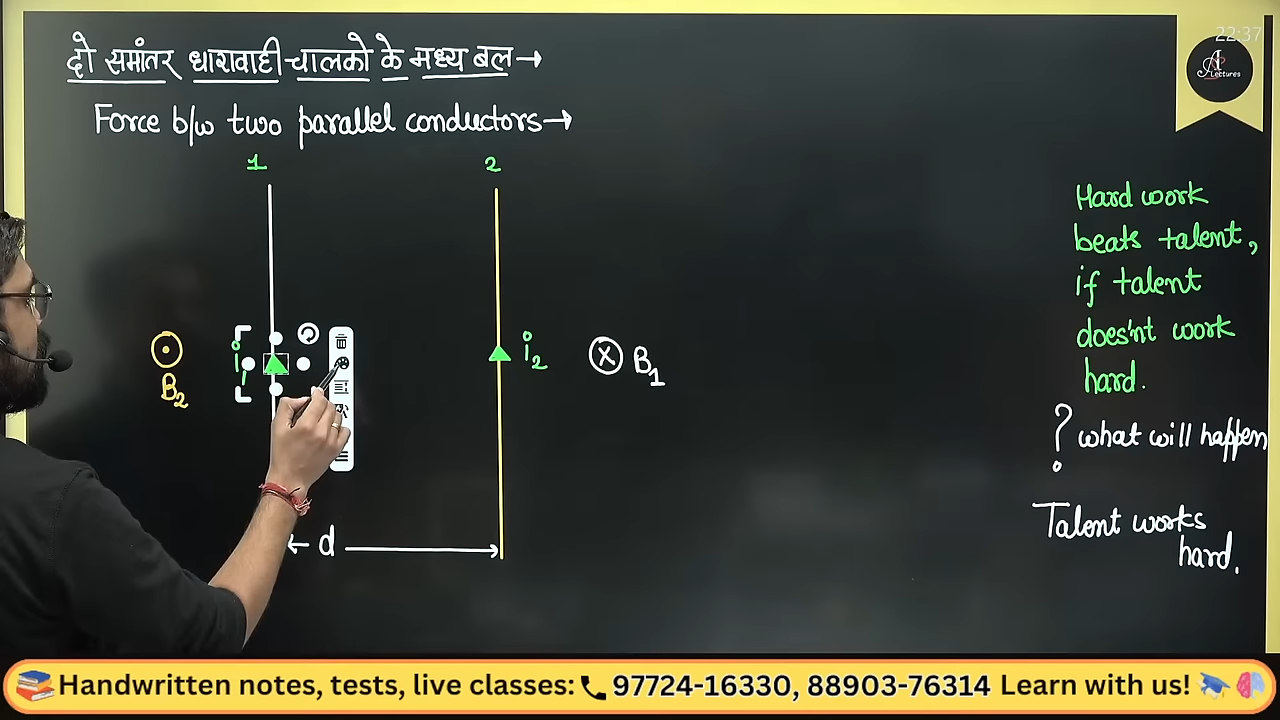 22:37
A
Lectures
दो समांतर धारावाही चालको के मध्य बल→
Force b/w two parallel conductors→
1
2
i1
i2
B2
B1
← d →
Hard work
beats talent,
if talent
does'nt work
hard.
? what will happen
Talent works
hard.
Handwritten notes, tests, live classes: 97724-16330, 88903-76314 Learn with us!